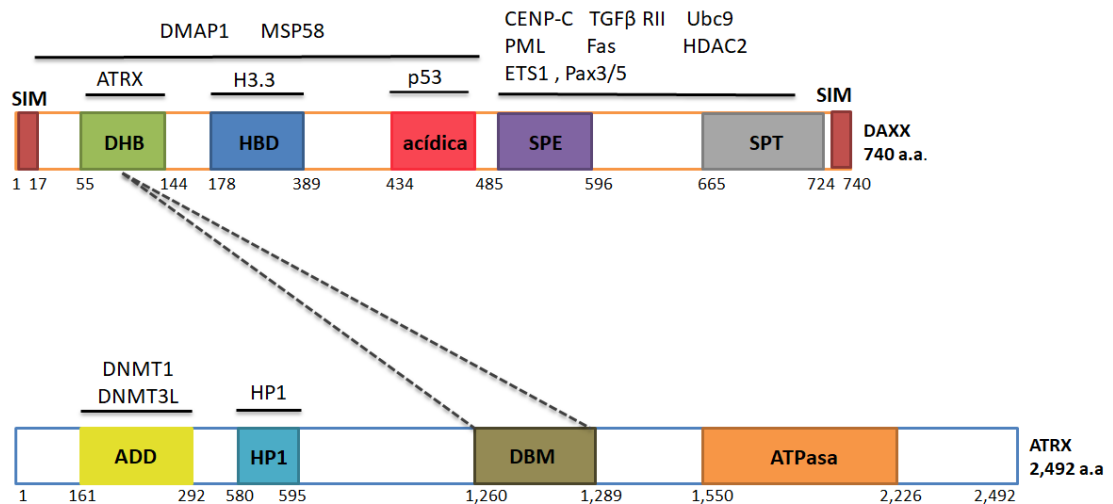 CENP-C TGFβ RII Ubc9
DMAP1 MSP58
PML Fas HDAC2
ETS1 , Pax3/5
ATRX H3.3 p53
SIM SIM
DHB HBD acídica SPE SPT
DAXX
740 a.a.
1 17 55 144 178 389 434 485 596 665 724 740
DNMT1
DNMT3L HP1
ADD HP1 DBM ATPasa
ATRX
2,492 a.a
1 161 292 580 595 1,260 1,289 1,550 2,226 2,492